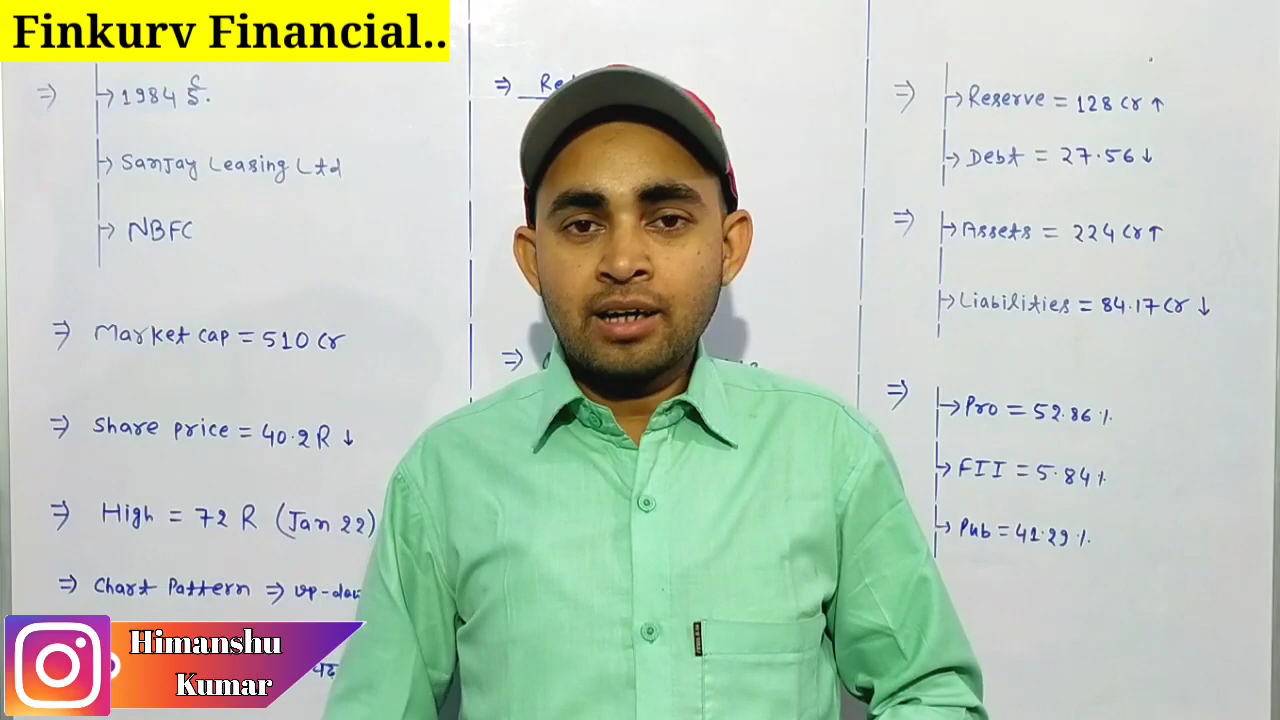 Finkurv Financial..
⇒ → 1984 ई.
→ Sanjay Leasing Ltd
→ NBFC
⇒ Market cap = 510 Cr
⇒ Share price = 40.2 R ↓
⇒ High = 72 R (Jan 22)
⇒ Chart Pattern ⇒ up-dow
Himanshu
Kumar
⇒ Re
⇒
⇒ → Reserve = 128 Cr ↑
→ Debt = 27.56 ↓
⇒ → Assets = 224 Cr ↑
→ Liabilities = 84.17 Cr ↓
⇒ → Pro = 52.86 %
→ FII = 5.84 %
→ Pub = 41.29 %